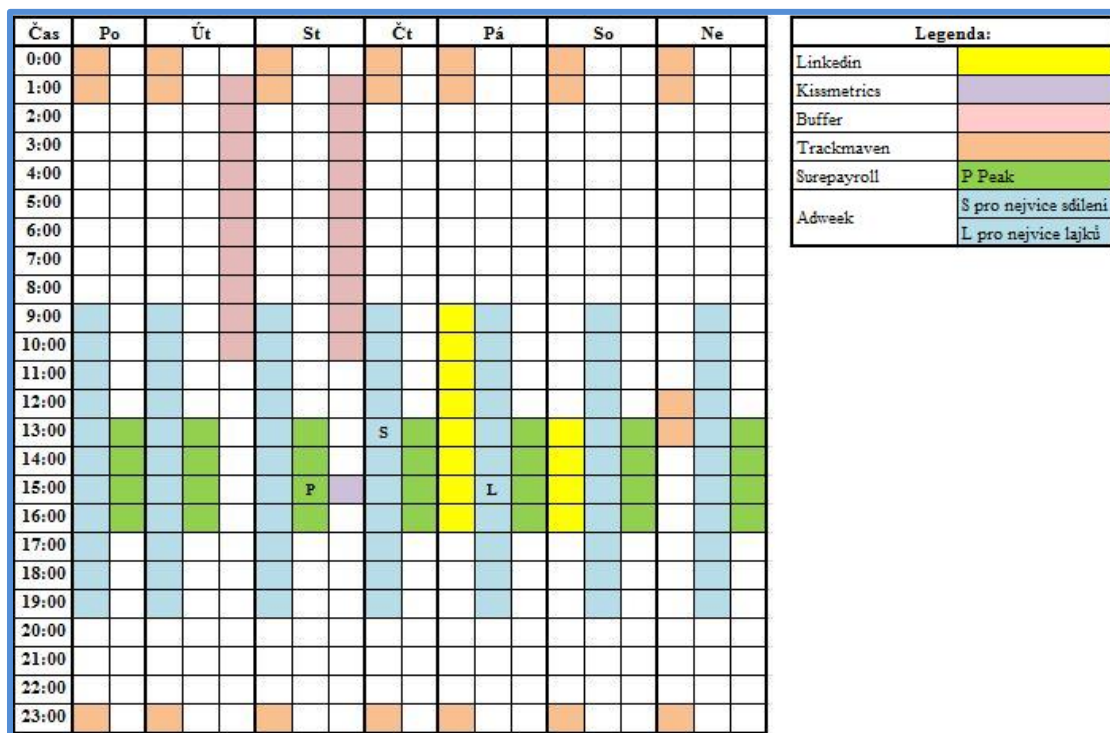 Čas Po Út St Čt Pá So Ne
0:00
1:00
2:00
3:00
4:00
5:00
6:00
7:00
8:00
9:00
10:00
11:00
12:00
13:00 S
14:00
15:00 P L
16:00
17:00
18:00
19:00
20:00
21:00
22:00
23:00
Legenda:
Linkedin
Kissmetrics
Buffer
Trackmaven
Surepayroll P Peak
Adweek
S pro nejvice sdílení
L pro nejvice lajků